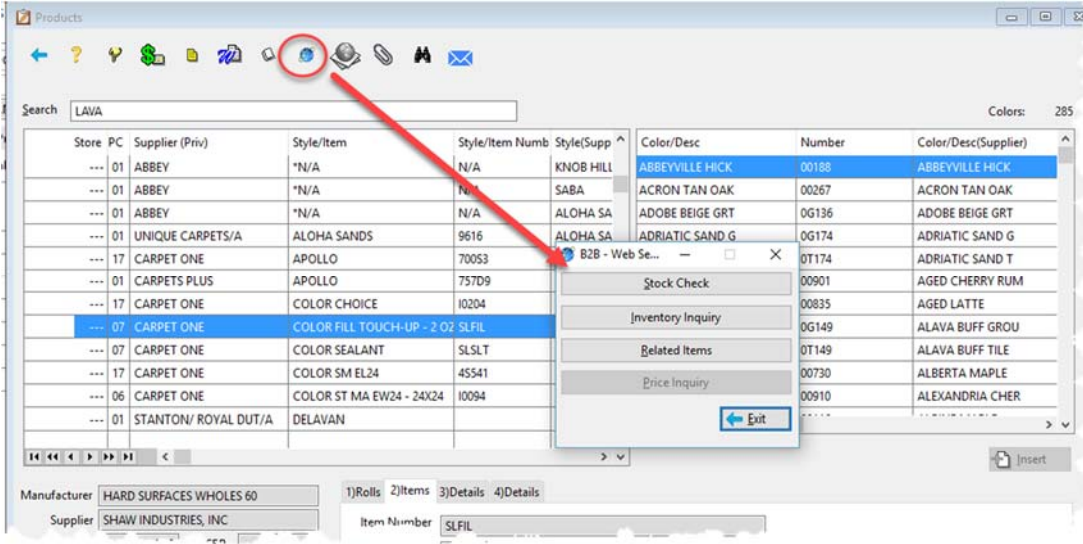 Products
Search LAVA Colors: 285
Store PC Supplier (Priv) Style/Item Style/Item Numb Style(Supp Color/Desc Number Color/Desc(Supplier)
--- 01 ABBEY *N/A N/A KNOB HILL ABBEYVILLE HICK 00188 ABBEYVILLE HICK
--- 01 ABBEY *N/A N/A SABA ACRON TAN OAK 00267 ACRON TAN OAK
--- 01 ABBEY *N/A N/A ALOHA SA ADOBE BEIGE GRT 0G136 ADOBE BEIGE GRT
--- 01 UNIQUE CARPETS/A ALOHA SANDS 9616 ALOHA SA ADRIATIC SAND G 0G174 ADRIATIC SAND G
--- 17 CARPET ONE APOLLO 700S3 0T174 ADRIATIC SAND T
--- 01 CARPETS PLUS APOLLO 757D9 00901 AGED CHERRY RUM
--- 17 CARPET ONE COLOR CHOICE I0204 00835 AGED LATTE
--- 07 CARPET ONE COLOR FILL TOUCH-UP - 2 OZ SLFIL 0G149 ALAVA BUFF GROU
--- 07 CARPET ONE COLOR SEALANT SLSLT 0T149 ALAVA BUFF TILE
--- 17 CARPET ONE COLOR SM EL24 4S541 00730 ALBERTA MAPLE
--- 06 CARPET ONE COLOR ST MA EW24 - 24X24 I0094 00910 ALEXANDRIA CHER
--- 01 STANTON/ ROYAL DUT/A DELAVAN
B2B - Web Se...
Stock Check
Inventory Inquiry
Related Items
Price Inquiry
Exit
Insert
Manufacturer HARD SURFACES WHOLES 60 1)Rolls 2)Items 3)Details 4)Details
Supplier SHAW INDUSTRIES, INC Item Number SLFIL